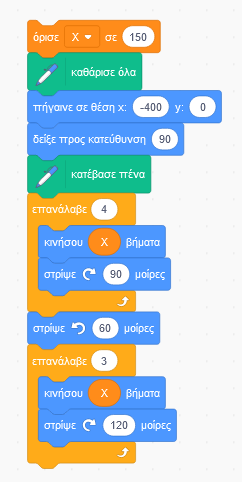 όρισε X σε 150
καθάρισε όλα
πήγαινε σε θέση x: -400 y: 0
δείξε προς κατεύθυνση 90
κατέβασε πένα
επανάλαβε 4
κινήσου X βήματα
στρίψε 90 μοίρες
στρίψε 60 μοίρες
επανάλαβε 3
κινήσου X βήματα
στρίψε 120 μοίρες